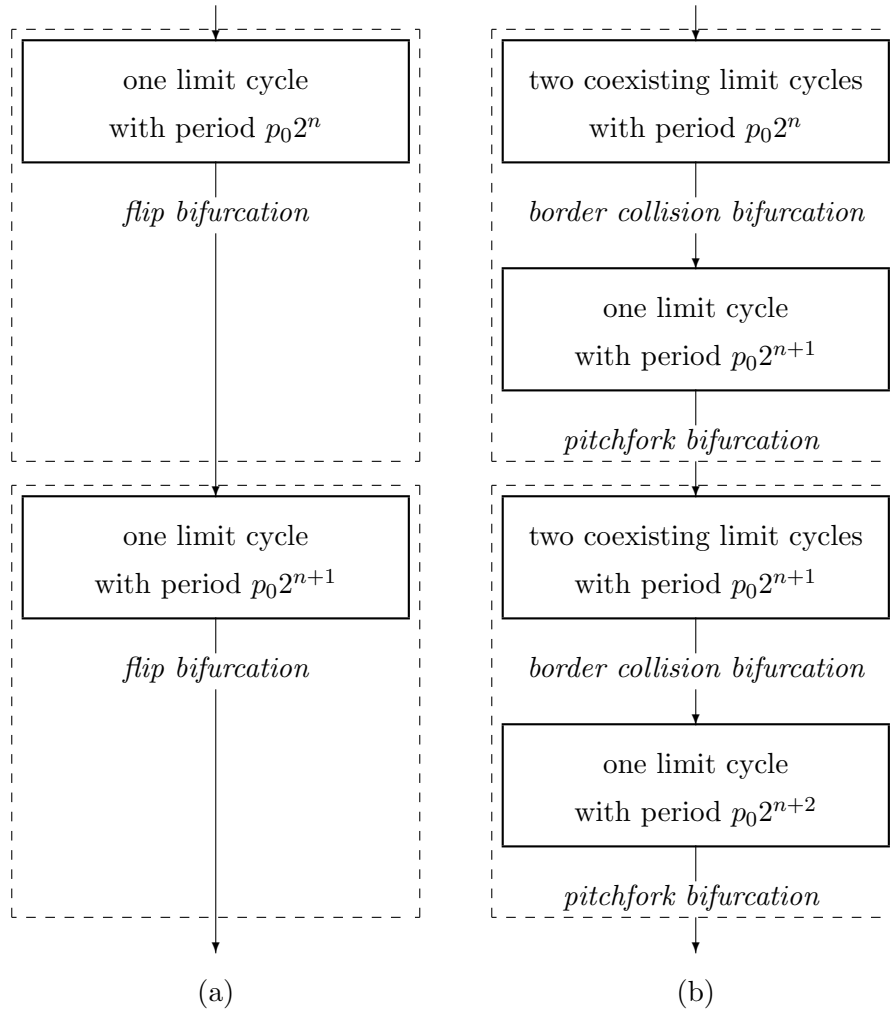 one limit cycle
with period p₀2ⁿ
flip bifurcation
one limit cycle
with period p₀2ⁿ⁺¹
flip bifurcation
(a)
two coexisting limit cycles
with period p₀2ⁿ
border collision bifurcation
one limit cycle
with period p₀2ⁿ⁺¹
pitchfork bifurcation
two coexisting limit cycles
with period p₀2ⁿ⁺¹
border collision bifurcation
one limit cycle
with period p₀2ⁿ⁺²
pitchfork bifurcation
(b)